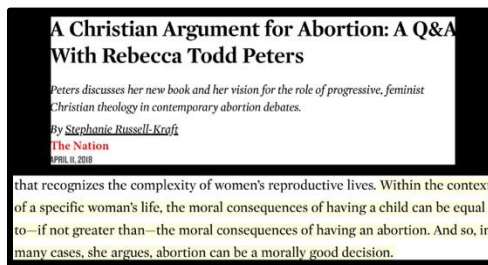 A Christian Argument for Abortion: A Q&A
With Rebecca Todd Peters
Peters discusses her new book and her vision for the role of progressive, feminist
Christian theology in contemporary abortion debates.
By Stephanie Russell-Kraft
The Nation
APRIL 11, 2018
that recognizes the complexity of women's reproductive lives. Within the contex
of a specific woman's life, the moral consequences of having a child can be equal
to—if not greater than—the moral consequences of having an abortion. And so, in
many cases, she argues, abortion can be a morally good decision.